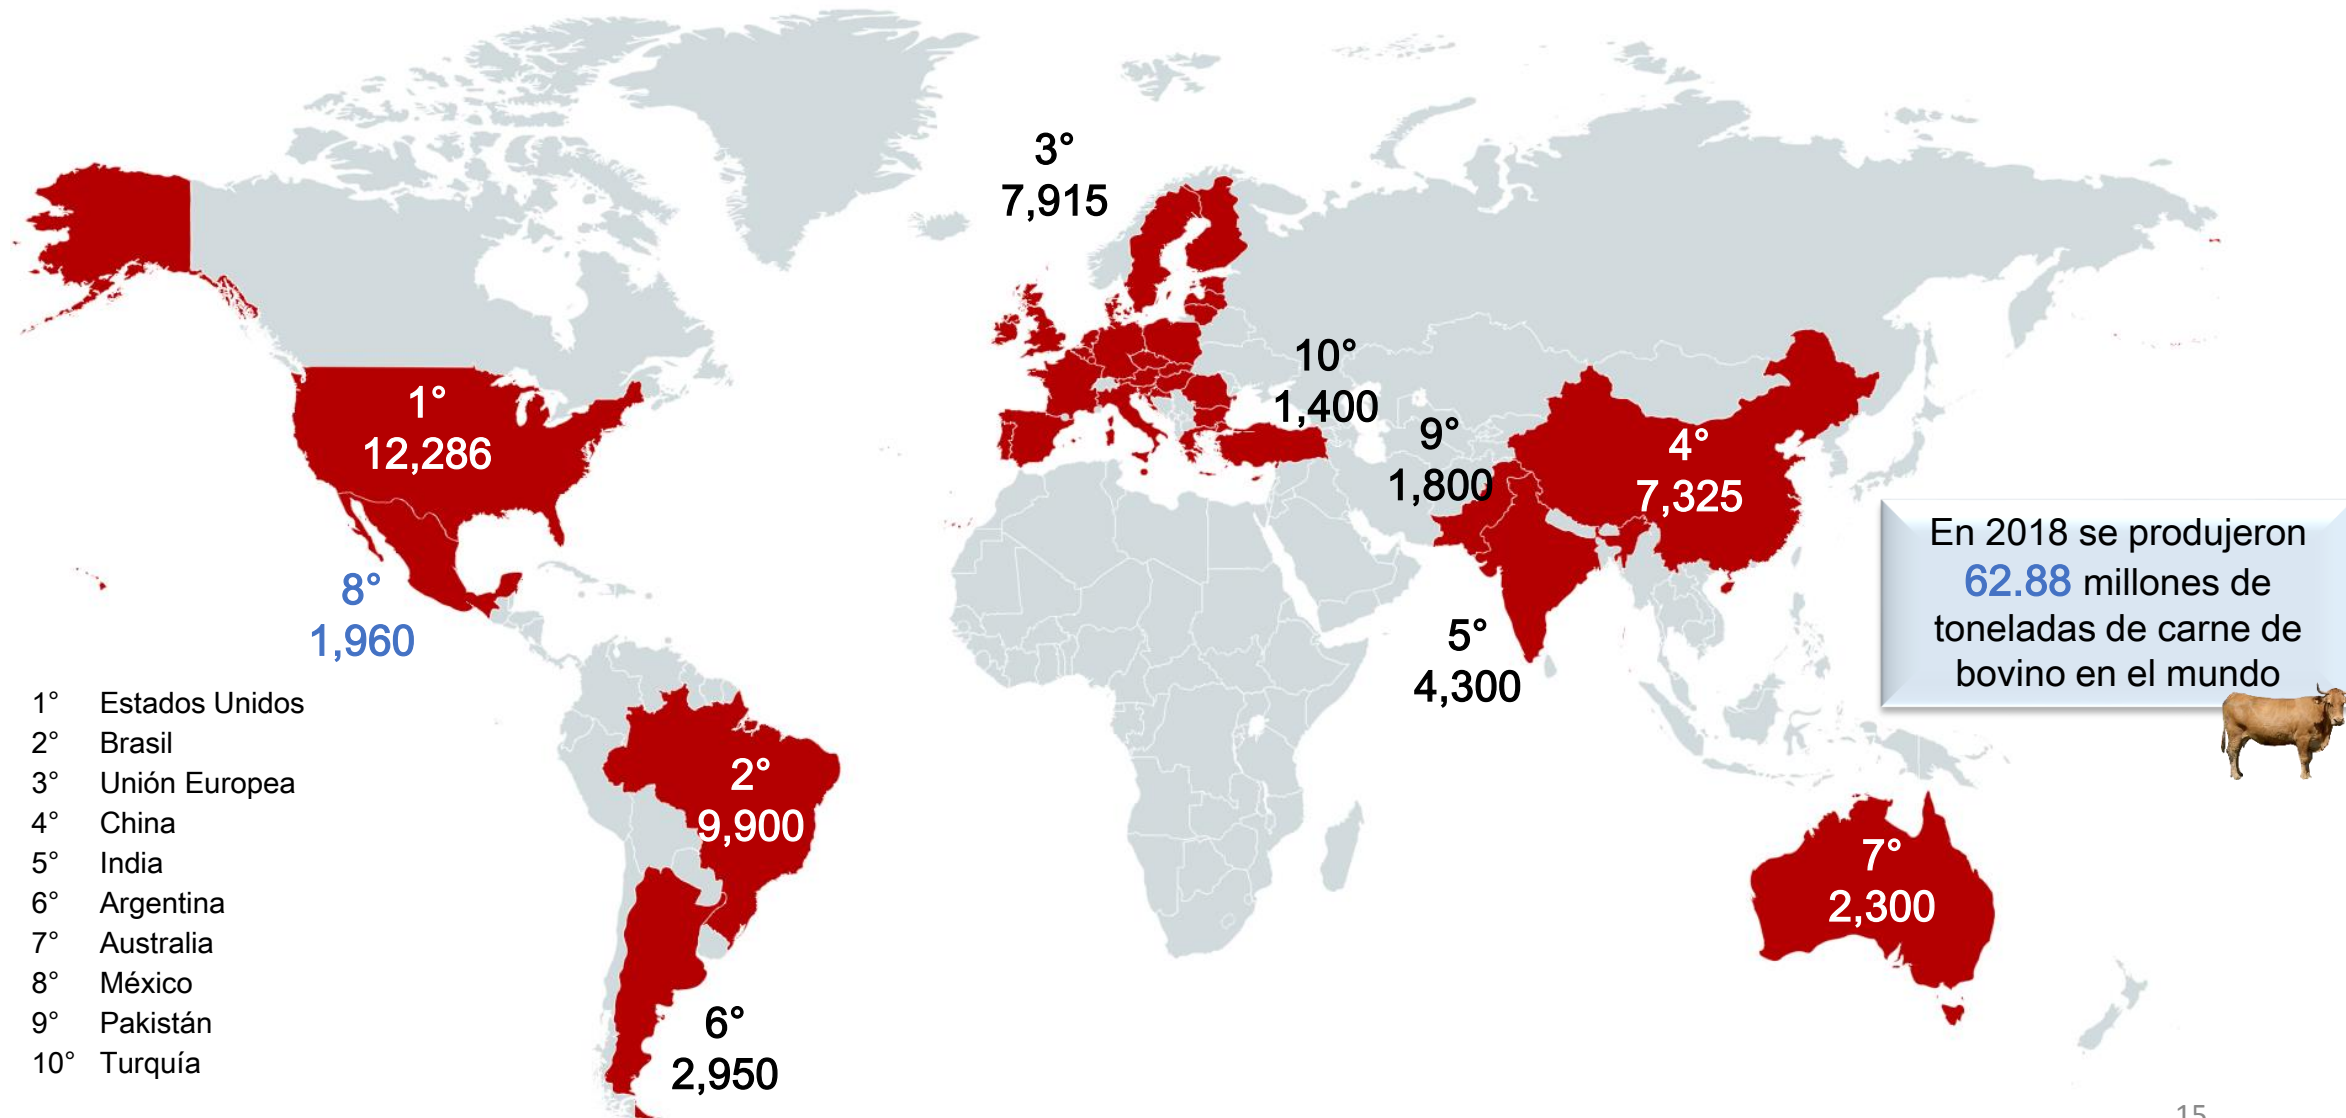 3°
7,915
10°
1,400
1°
12,286
9°
1,800
4°
7,325
En 2018 se produjeron
62.88 millones de
toneladas de carne de
bovino en el mundo
8°
1,960
5°
4,300
1° Estados Unidos
2° Brasil
3° Unión Europea
4° China
5° India
6° Argentina
7° Australia
8° México
9° Pakistán
10° Turquía
2°
9,900
7°
2,300
6°
2,950
15